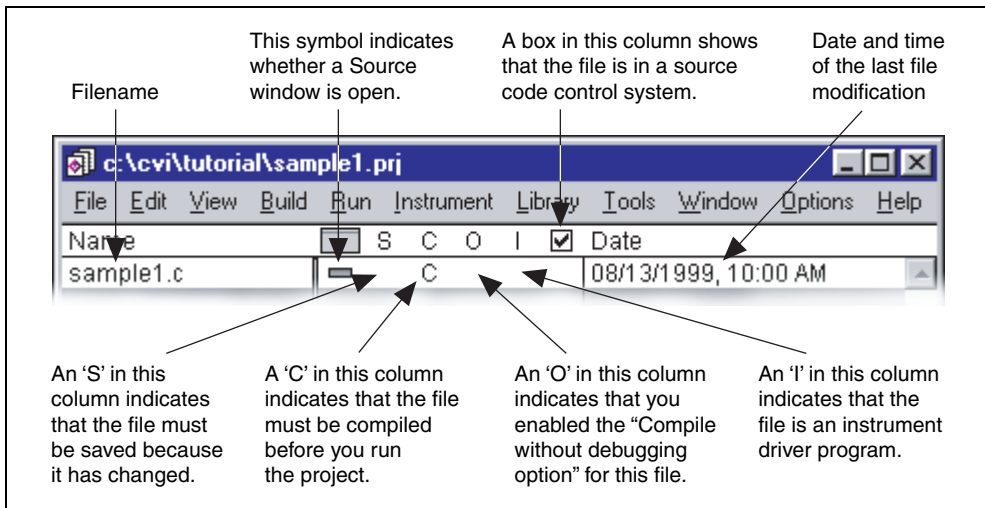 Filename
This symbol indicates
whether a Source
window is open.
A box in this column shows
that the file is in a source
code control system.
Date and time
of the last file
modification
c:\cvi\tutorial\sample1.prj
File Edit View Build Run Instrument Library Tools Window Options Help
Name S C O I Date
sample1.c C 08/13/1999, 10:00 AM
An ‘S’ in this
column indicates
that the file must
be saved because
it has changed.
A ‘C’ in this column
indicates that the file
must be compiled
before you run
the project.
An ‘O’ in this column
indicates that you
enabled the “Compile
without debugging
option” for this file.
An ‘I’ in this column
indicates that the
file is an instrument
driver program.